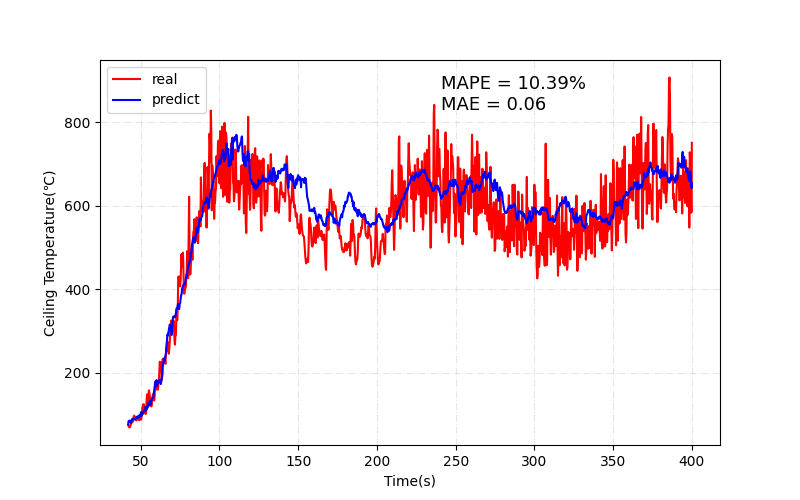 real
predict
MAPE = 10.39%
MAE = 0.06
800
600
400
200
Ceiling Temperature(℃)
50 100 150 200 250 300 350 400
Time(s)